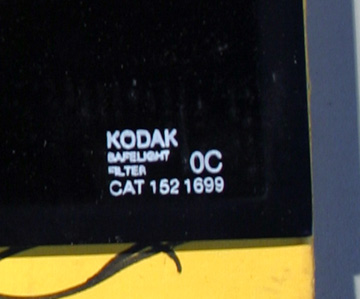 KODAK
SAFELIGHT
FILTER 0C
CAT 152 1699